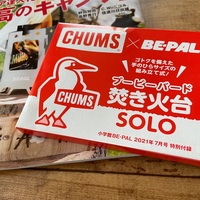 高のキャン
CHUMS × BE-PAL
ゴトクを備えた
手のひらサイズの
組み立て式!
CHUMS
ブービーバード
焚き火台
SOLO
小学館BE-PAL 2021年7月号 特別付録